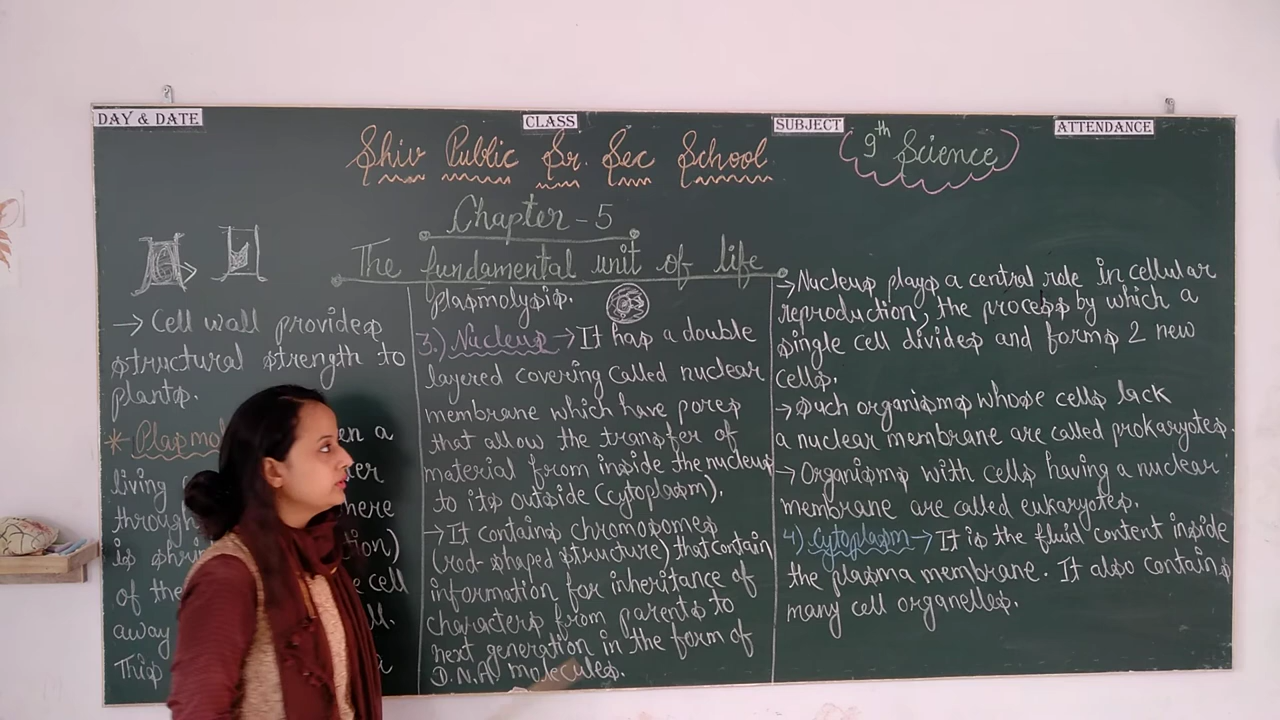 DAY & DATE
CLASS
SUBJECT
ATTENDANCE
Shiv Public Sr. Sec School
9th Science
Chapter - 5
The fundamental unit of life
→ Cell wall provides
structural strength to
plants.
* Plasmol en a
living
through here
is shri tion)
of the e cell
away ll.
This a
plasmolysis.
3.) Nucleus → It has a double
layered covering called nuclear
membrane which have pores
that allow the transfer of
material from inside the nucleus
to its outside (cytoplasm).
→ It contains chromosomes
(rod-shaped structure) that contain
information for inheritance of
characters from parents to
next generation in the form of
D.N.A molecules.
→ Nucleus plays a central role in cellular
reproduction, the process by which a
single cell divides and forms 2 new
cells.
→ Such organisms whose cells lack
a nuclear membrane are called prokaryotes.
→ Organisms with cells having a nuclear
membrane are called eukaryotes.
4) Cytoplasm → It is the fluid content inside
the plasma membrane. It also contains
many cell organelles.